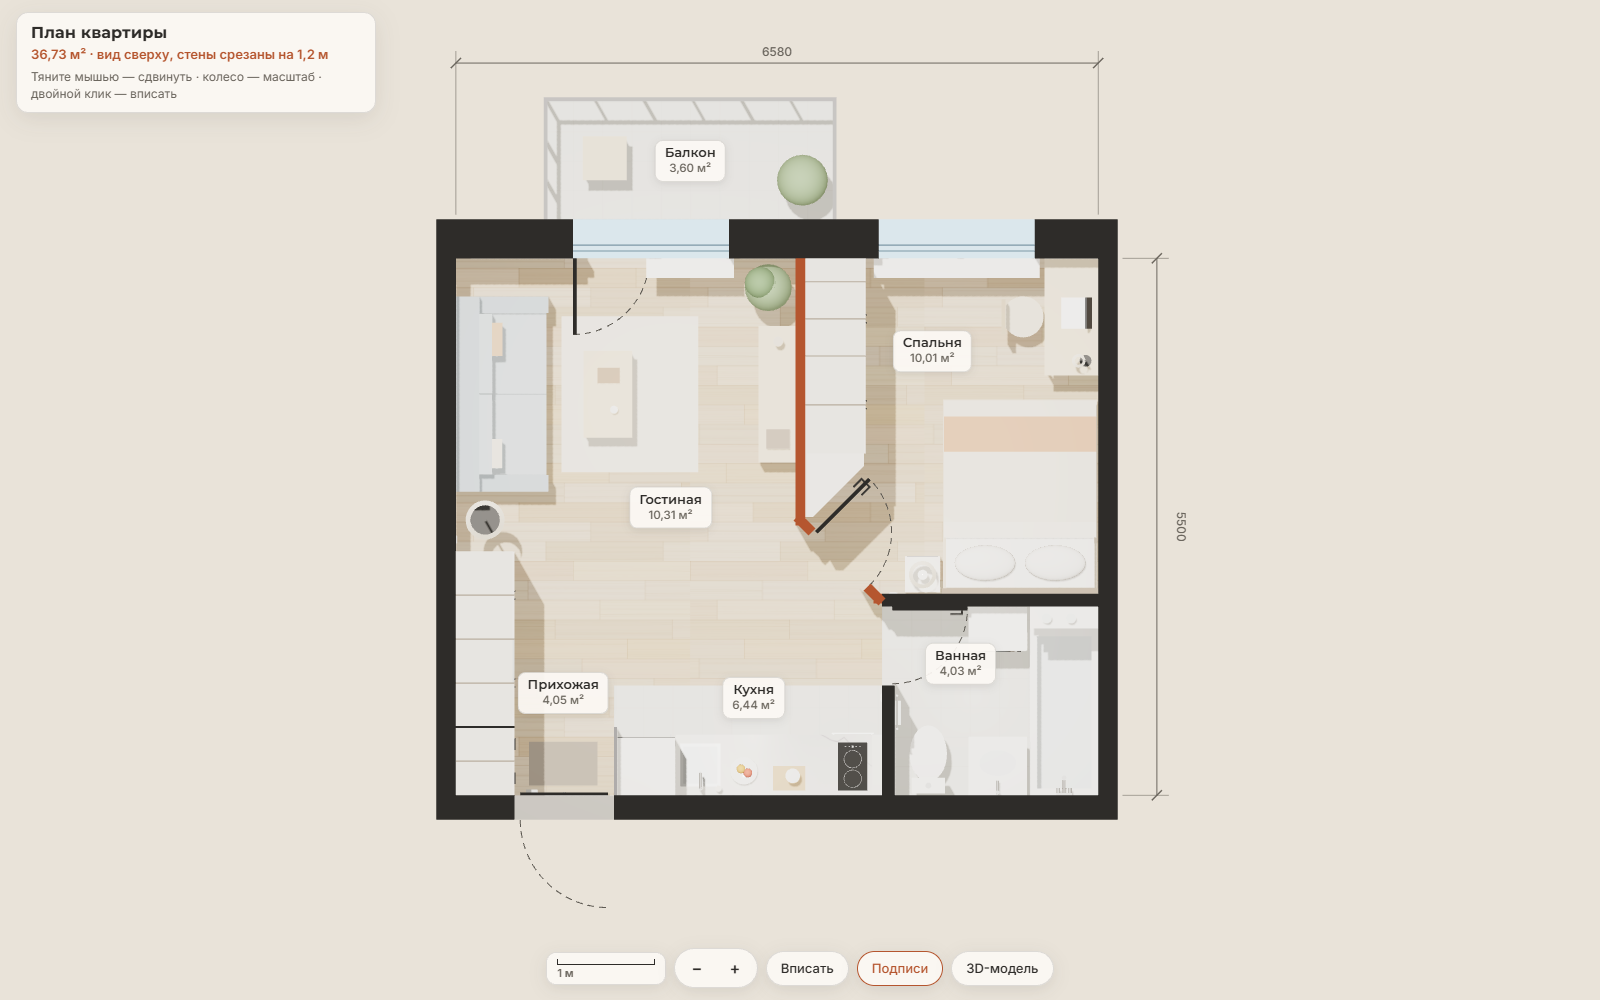 План квартиры
36,73 м² · вид сверху, стены срезаны на 1,2 м
Тяните мышью — сдвинуть · колесо — масштаб ·
двойной клик — вписать
6580
Балкон
3,60 м²
Спальня
10,01 м²
Гостиная
10,31 м²
5500
Ванная
4,03 м²
Прихожая
4,05 м²
Кухня
6,44 м²
1 м
− +
Вписать
Подписи
3D-модель